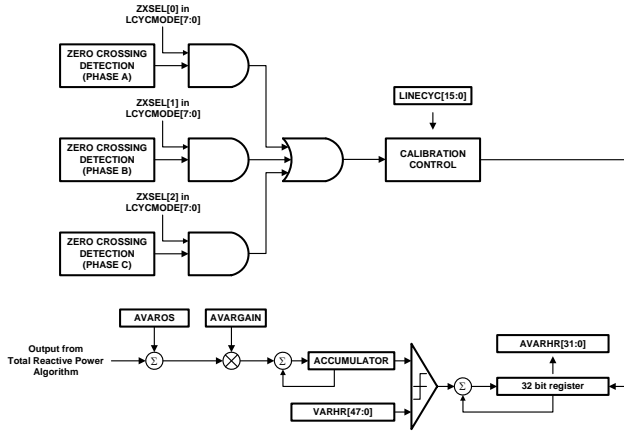 ZXSEL[0] in
LCYCMODE[7:0]
ZERO CROSSING
DETECTION
(PHASE A)
ZXSEL[1] in
LCYCMODE[7:0]
ZERO CROSSING
DETECTION
(PHASE B)
ZXSEL[2] in
LCYCMODE[7:0]
ZERO CROSSING
DETECTION
(PHASE C)
LINECYC[15:0]
CALIBRATION
CONTROL
AVAROS
AVARGAIN
Output from
Total Reactive Power
Algorithm
Σ
Σ
ACCUMULATOR
VARHR[47:0]
Σ
AVARHR[31:0]
32 bit register